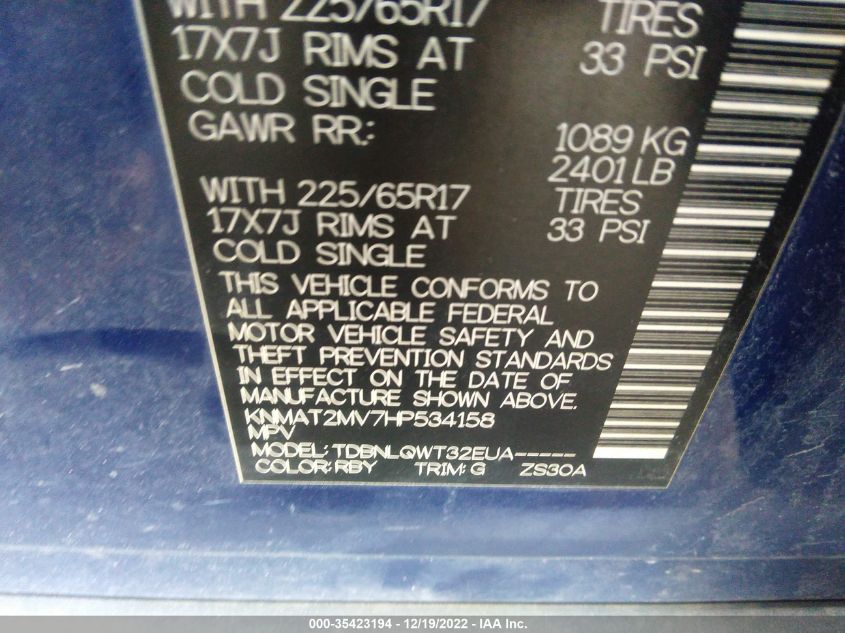 WITH 225/65R17 TIRES
17X7J RIMS AT 33 PSI
COLD SINGLE
GAWR RR.: 1089 KG
2401 LB
WITH 225/65R17 TIRES
17X7J RIMS AT 33 PSI
COLD SINGLE
THIS VEHICLE CONFORMS TO
ALL APPLICABLE FEDERAL
MOTOR VEHICLE SAFETY AND
THEFT PREVENTION STANDARDS
IN EFFECT ON THE DATE OF
MANUFACTURE SHOWN ABOVE.
KNMAT2MV7HP534158
MPV
MODEL: TDBNLQWT32EUA-----
COLOR: RBY TRIM: G ZS30A
000-35423194 - 12/19/2022 - IAA Inc.